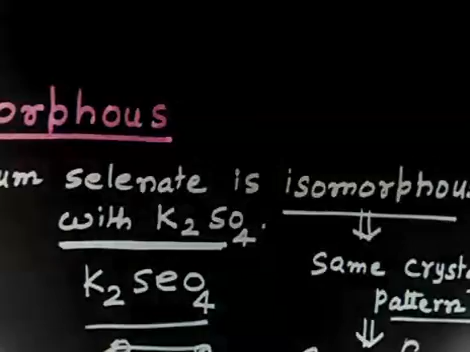 orphous
um selenate is isomorphous
with K₂SO₄.
K₂SeO₄
Same cryst
pattern